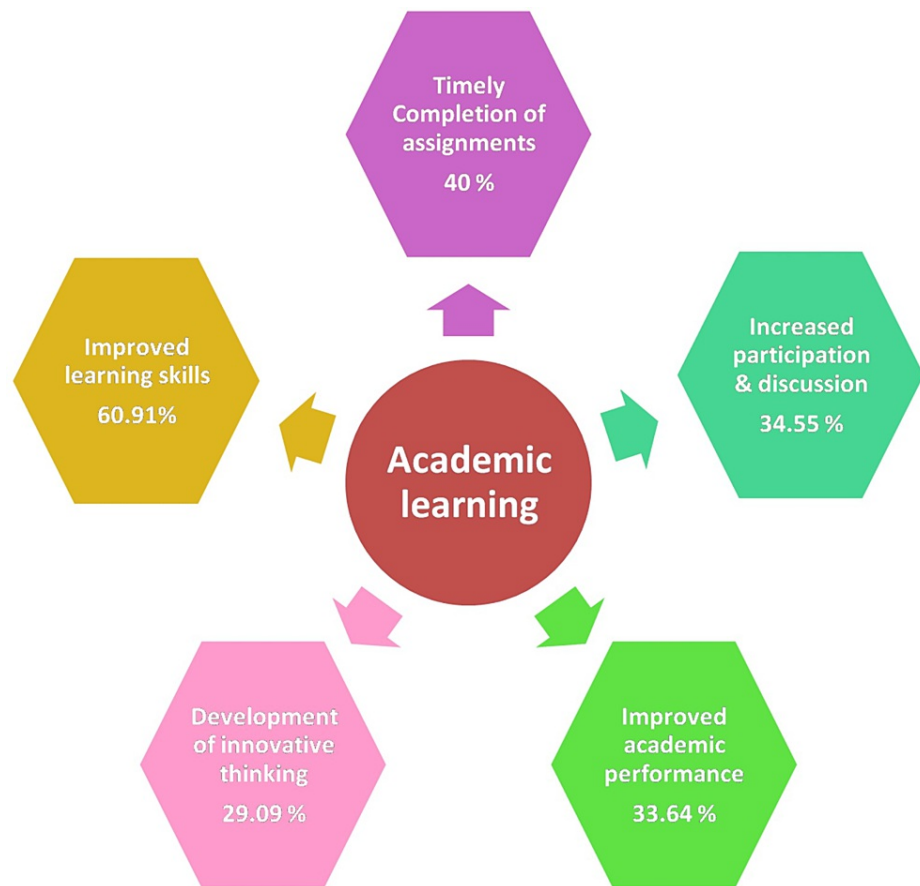 Timely
Completion of
assignments
40 %
Increased
participation
& discussion
34.55 %
Improved
academic
performance
33.64 %
Development
of innovative
thinking
29.09 %
Improved
learning skills
60.91%
Academic
learning